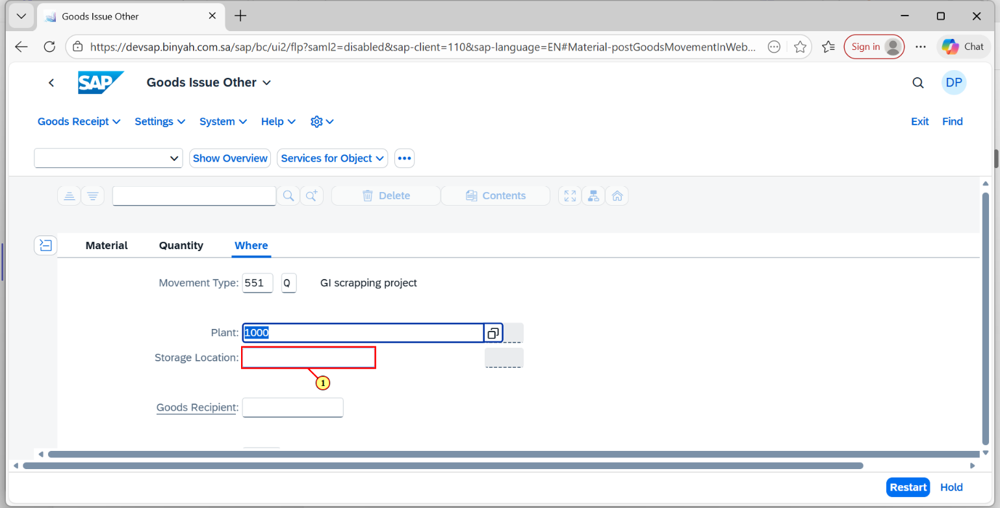 Goods Issue Other
https://devsap.binyah.com.sa/sap/bc/ui2/flp?saml2=disabled&sap-client=110&sap-language=EN#Material-postGoodsMovementInWeb...
Sign in
Chat
SAP
Goods Issue Other
DP
Goods Receipt
Settings
System
Help
Exit
Find
Show Overview
Services for Object
Delete
Contents
Material
Quantity
Where
Movement Type: 551 Q GI scrapping project
Plant: 1000
Storage Location:
1
Goods Recipient:
Restart
Hold